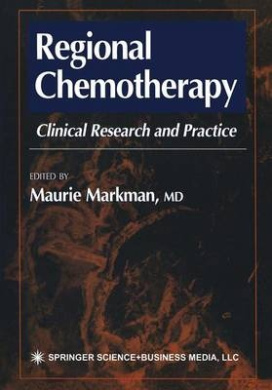 Regional
Chemotherapy
Clinical Research and Practice
EDITED BY
Maurie Markman, MD
SPRINGER SCIENCE+BUSINESS MEDIA, LLC